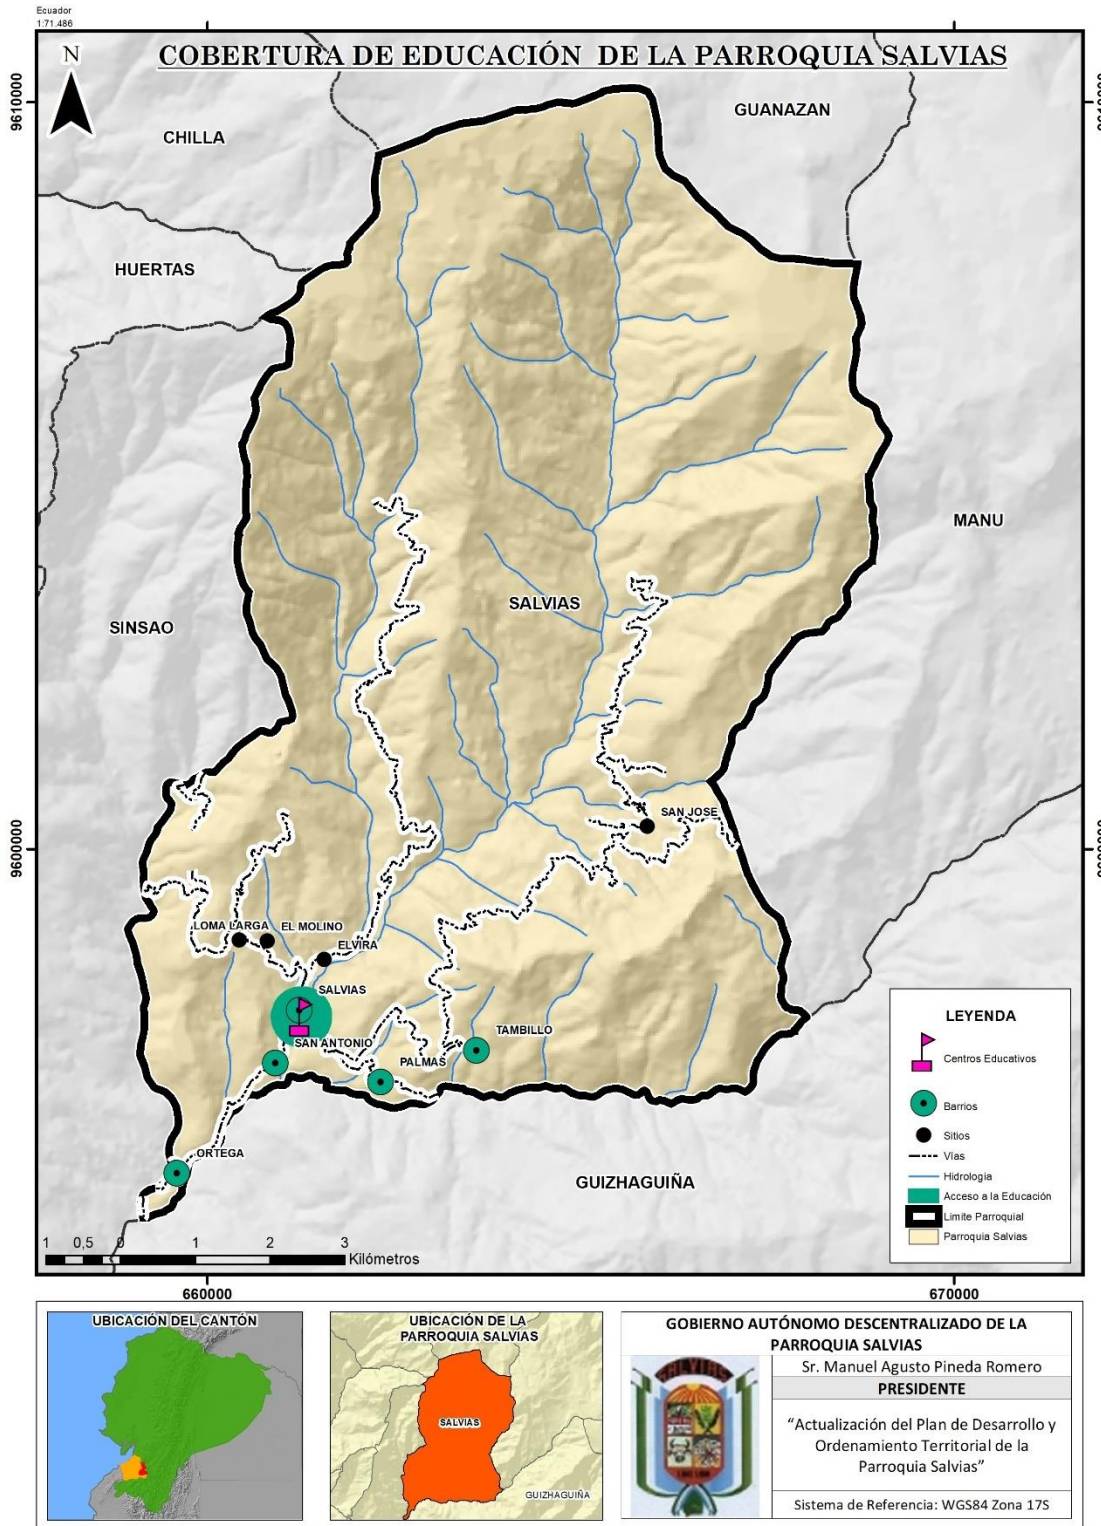 Ecuador
1:71.486
COBERTURA DE EDUCACIÓN DE LA PARROQUIA SALVIAS
N
9610000
9610000
GUANAZAN
CHILLA
HUERTAS
MANU
SALVIAS
SINSAO
SAN JOSE
9600000
9600000
LOMA LARGA
EL MOLINO
ELVIRA
SALVIAS
SAN ANTONIO
TAMBILLO
PALMAS
ORTEGA
GUIZHAGUIÑA
LEYENDA
Centros Educativos
Barrios
Sitios
Vías
Hidrologia
Acceso a la Educación
Limite Parroquial
Parroquia Salvias
1 0,5 0 1 2 3
Kilómetros
660000
670000
UBICACIÓN DEL CANTÓN
UBICACIÓN DE LA
PARROQUIA SALVIAS
SALVIAS
GUIZHAGUIÑA
GOBIERNO AUTÓNOMO DESCENTRALIZADO DE LA
PARROQUIA SALVIAS
SALVIAS
Sr. Manuel Agusto Pineda Romero
PRESIDENTE
“Actualización del Plan de Desarrollo y
Ordenamiento Territorial de la
Parroquia Salvias”
Sistema de Referencia: WGS84 Zona 17S